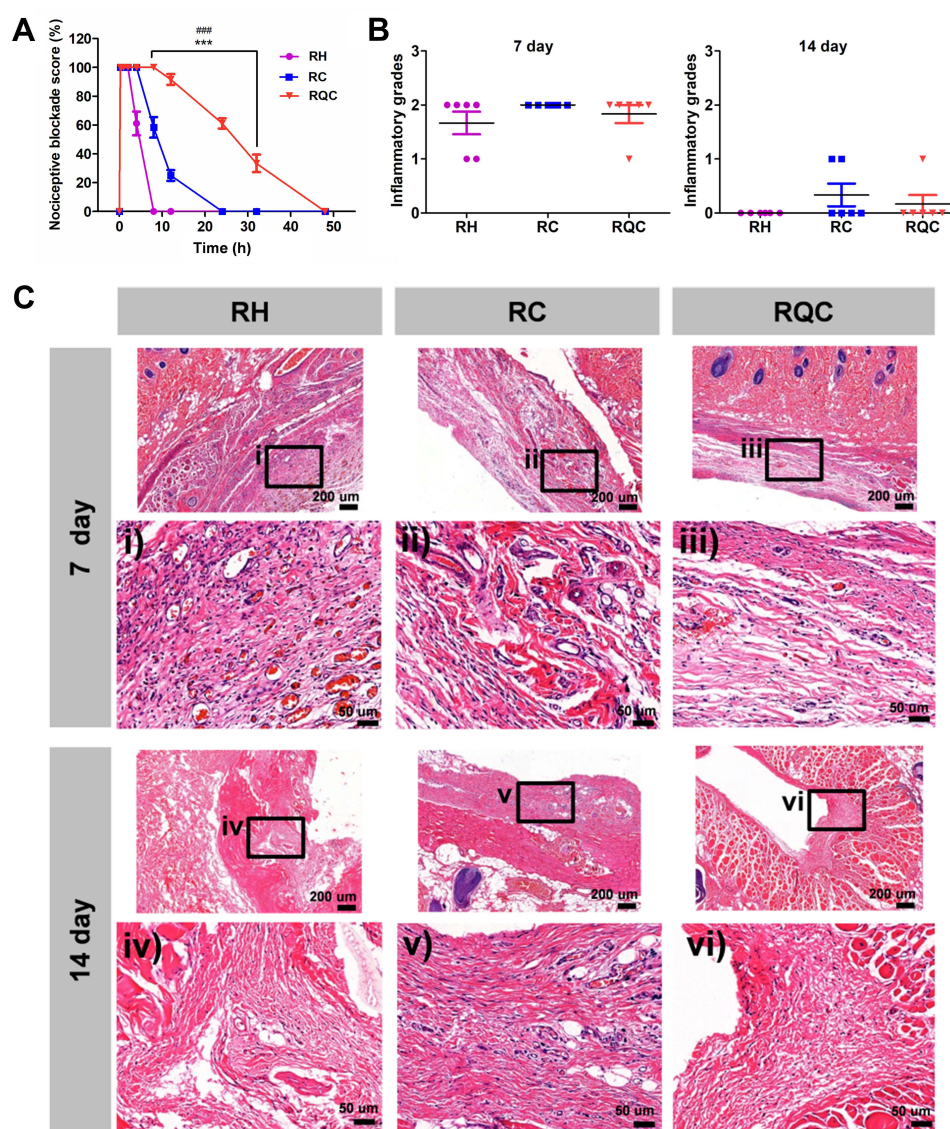 A
Nociceptive blockade score (%)
120
100
80
60
40
20
0
0
10
20
30
40
50
Time (h)
###
***
RH
RC
RQC
B
7 day
Inflammatory grades
3
2
1
0
RH
RC
RQC
14 day
Inflammatory grades
3
2
1
0
RH
RC
RQC
C
RH
RC
RQC
7 day
i
200 um
ii
200 um
iii
200 um
i)
50 um
ii)
50 um
iii)
50 um
14 day
iv
200 um
v
200 um
vi
200 um
iv)
50 um
v)
50 um
vi)
50 um